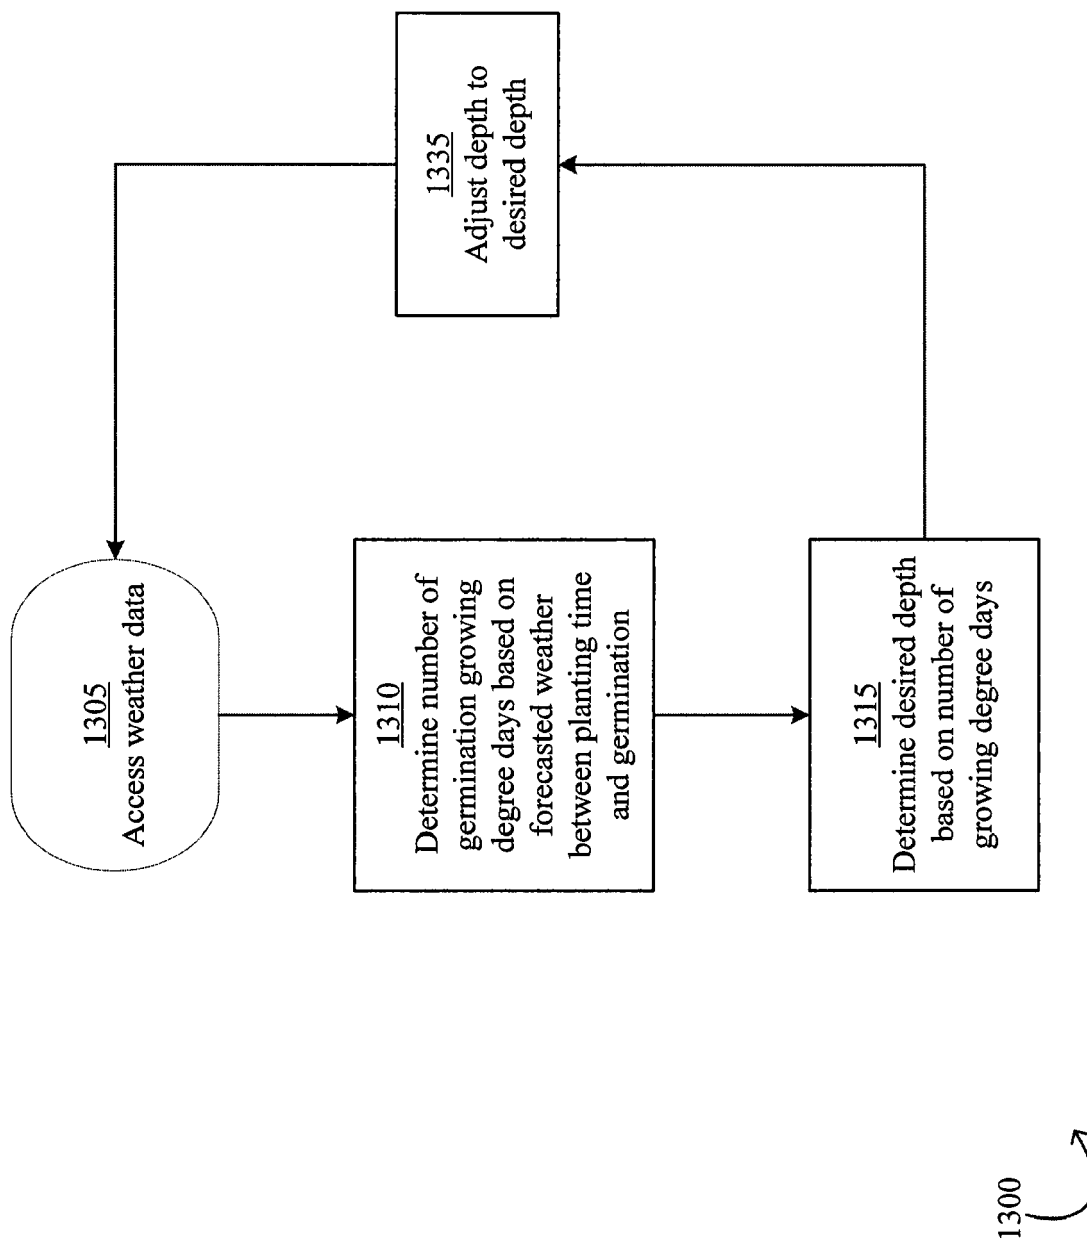 1300
1305
Access weather data
1310
Determine number of
germination growing
degree days based on
forecasted weather
between planting time
and germination
1315
Determine desired depth
based on number of
growing degree days
1335
Adjust depth to
desired depth